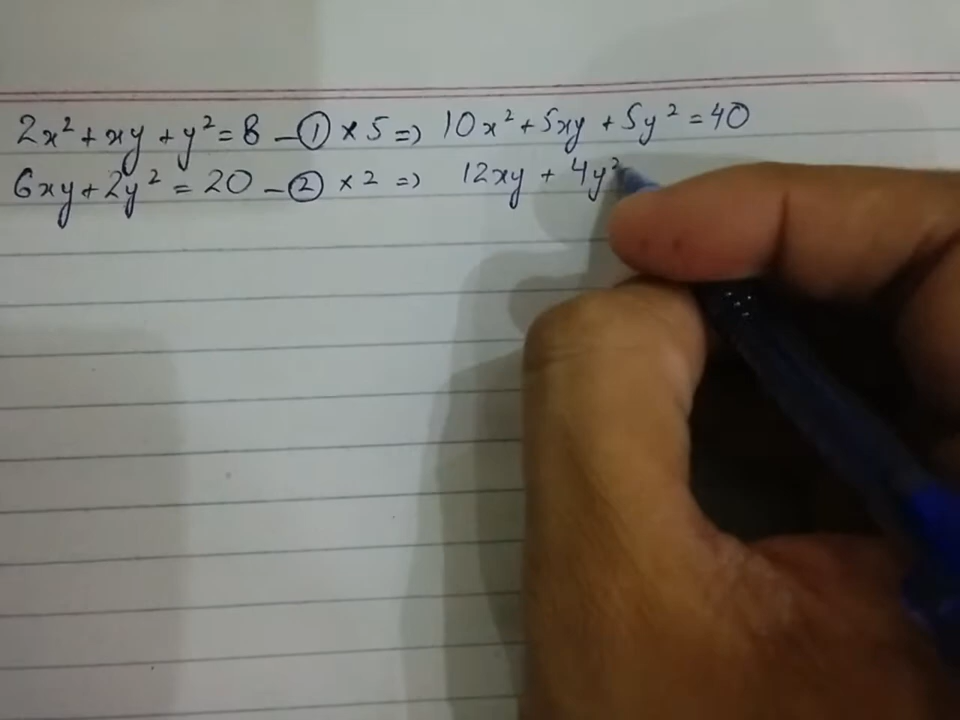 2x² + xy + y² = 8 – ① × 5 ⇒ 10x² + 5xy + 5y² = 40
6xy + 2y² = 20 – ② × 2 ⇒ 12xy + 4y²